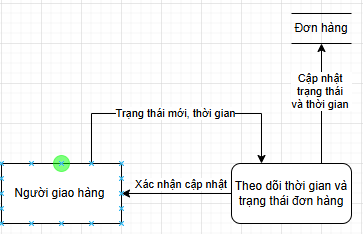 Đơn hàng
Cập nhật
trạng thái
và thời gian
Trạng thái mới, thời gian
Người giao hàng
Xác nhận cập nhật
Theo dõi thời gian và
trạng thái đơn hàng